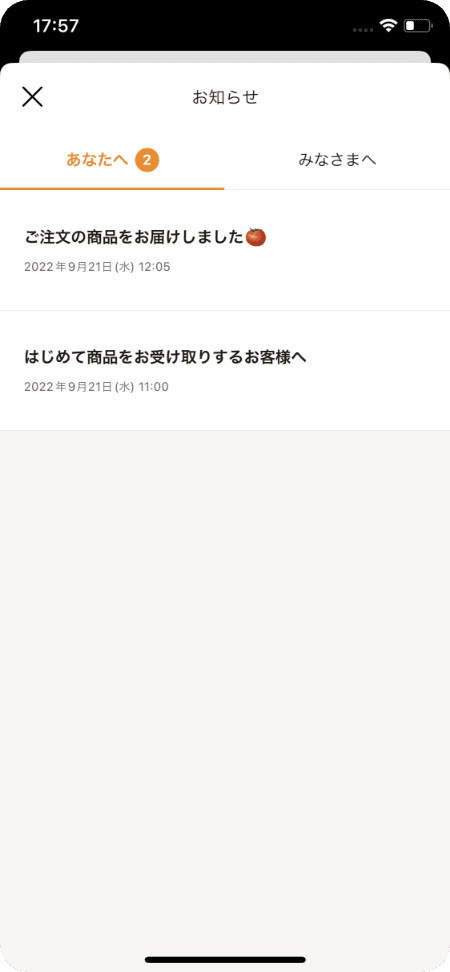 17:57
お知らせ
あなたへ 2
みなさまへ
ご注文の商品をお届けしました🍅
2022年9月21日(水) 12:05
はじめて商品をお受け取りするお客様へ
2022年9月21日(水) 11:00